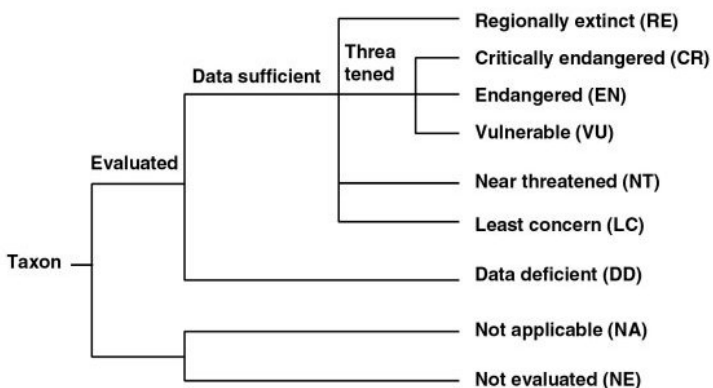 Regionally extinct (RE)
Threa
tened
Critically endangered (CR)
Data sufficient
Endangered (EN)
Vulnerable (VU)
Evaluated
Near threatened (NT)
Least concern (LC)
Taxon
Data deficient (DD)
Not applicable (NA)
Not evaluated (NE)